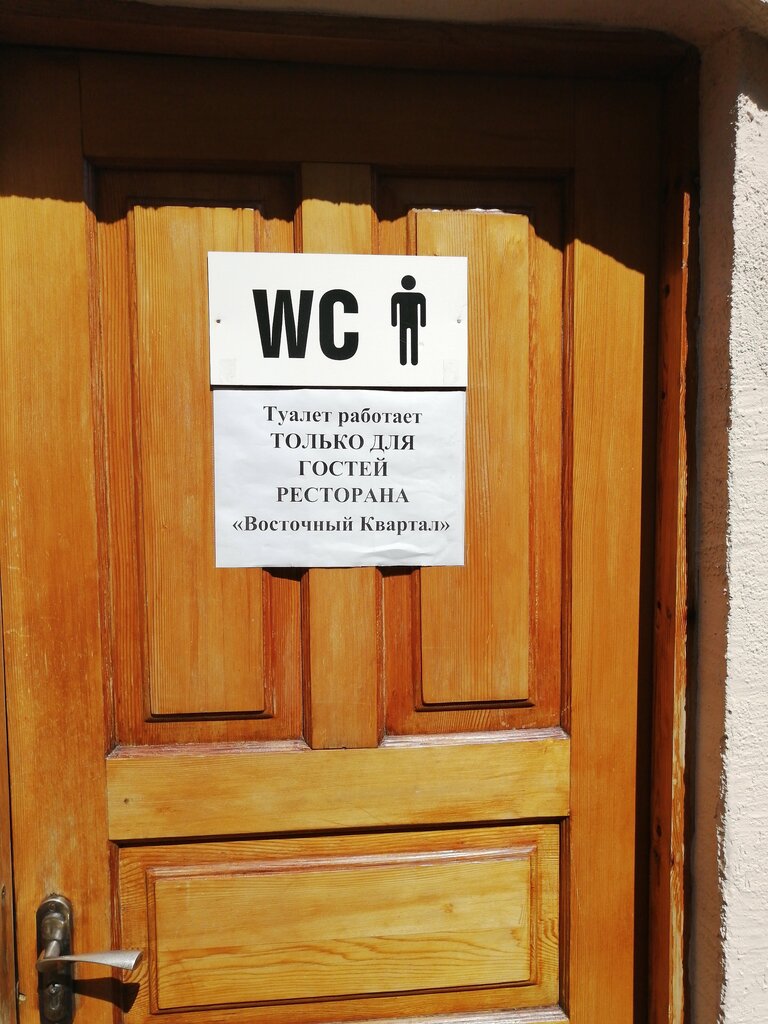 WC
Туалет работает
ТОЛЬКО ДЛЯ
ГОСТЕЙ
РЕСТОРАНА
«Восточный Квартал»